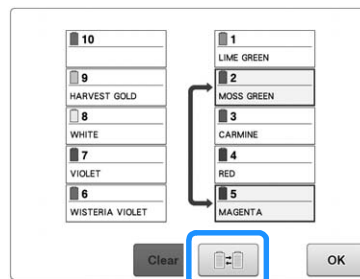 10
9
HARVEST GOLD
8
WHITE
7
VIOLET
6
WISTERIA VIOLET
1
LIME GREEN
2
MOSS GREEN
3
CARMINE
4
RED
5
MAGENTA
Clear
OK